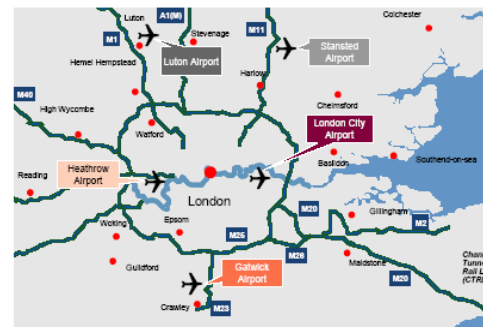 Luton
A1(M)
Colchester
M1
Stevenage
M11
Luton Airport
Stansted
Airport
Hemel Hempstead
Harlow
M40
Chelmsford
High Wycombe
Watford
London City
Airport
Basildon
Southend-on-sea
Reading
Heathrow
Airport
London
M20
Gillingham
M2
Epsom
Woking
M25
M26
Maidstone
Guildford
Gatwick
Airport
M20
Crawley
M23
Chann
Tunne
Rail L
(CTRL